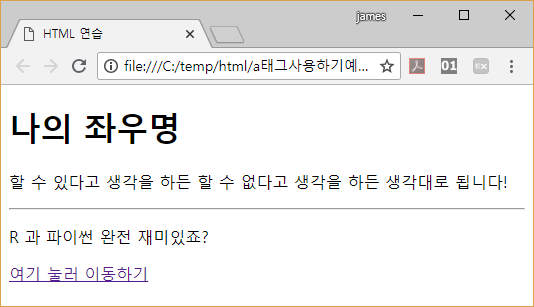 james
HTML 연습
file:///C:/temp/html/a태그사용하기예...
01
나의 좌우명
할 수 있다고 생각을 하든 할 수 없다고 생각을 하든 생각대로 됩니다!
R 과 파이썬 완전 재미있죠?
여기 눌러 이동하기